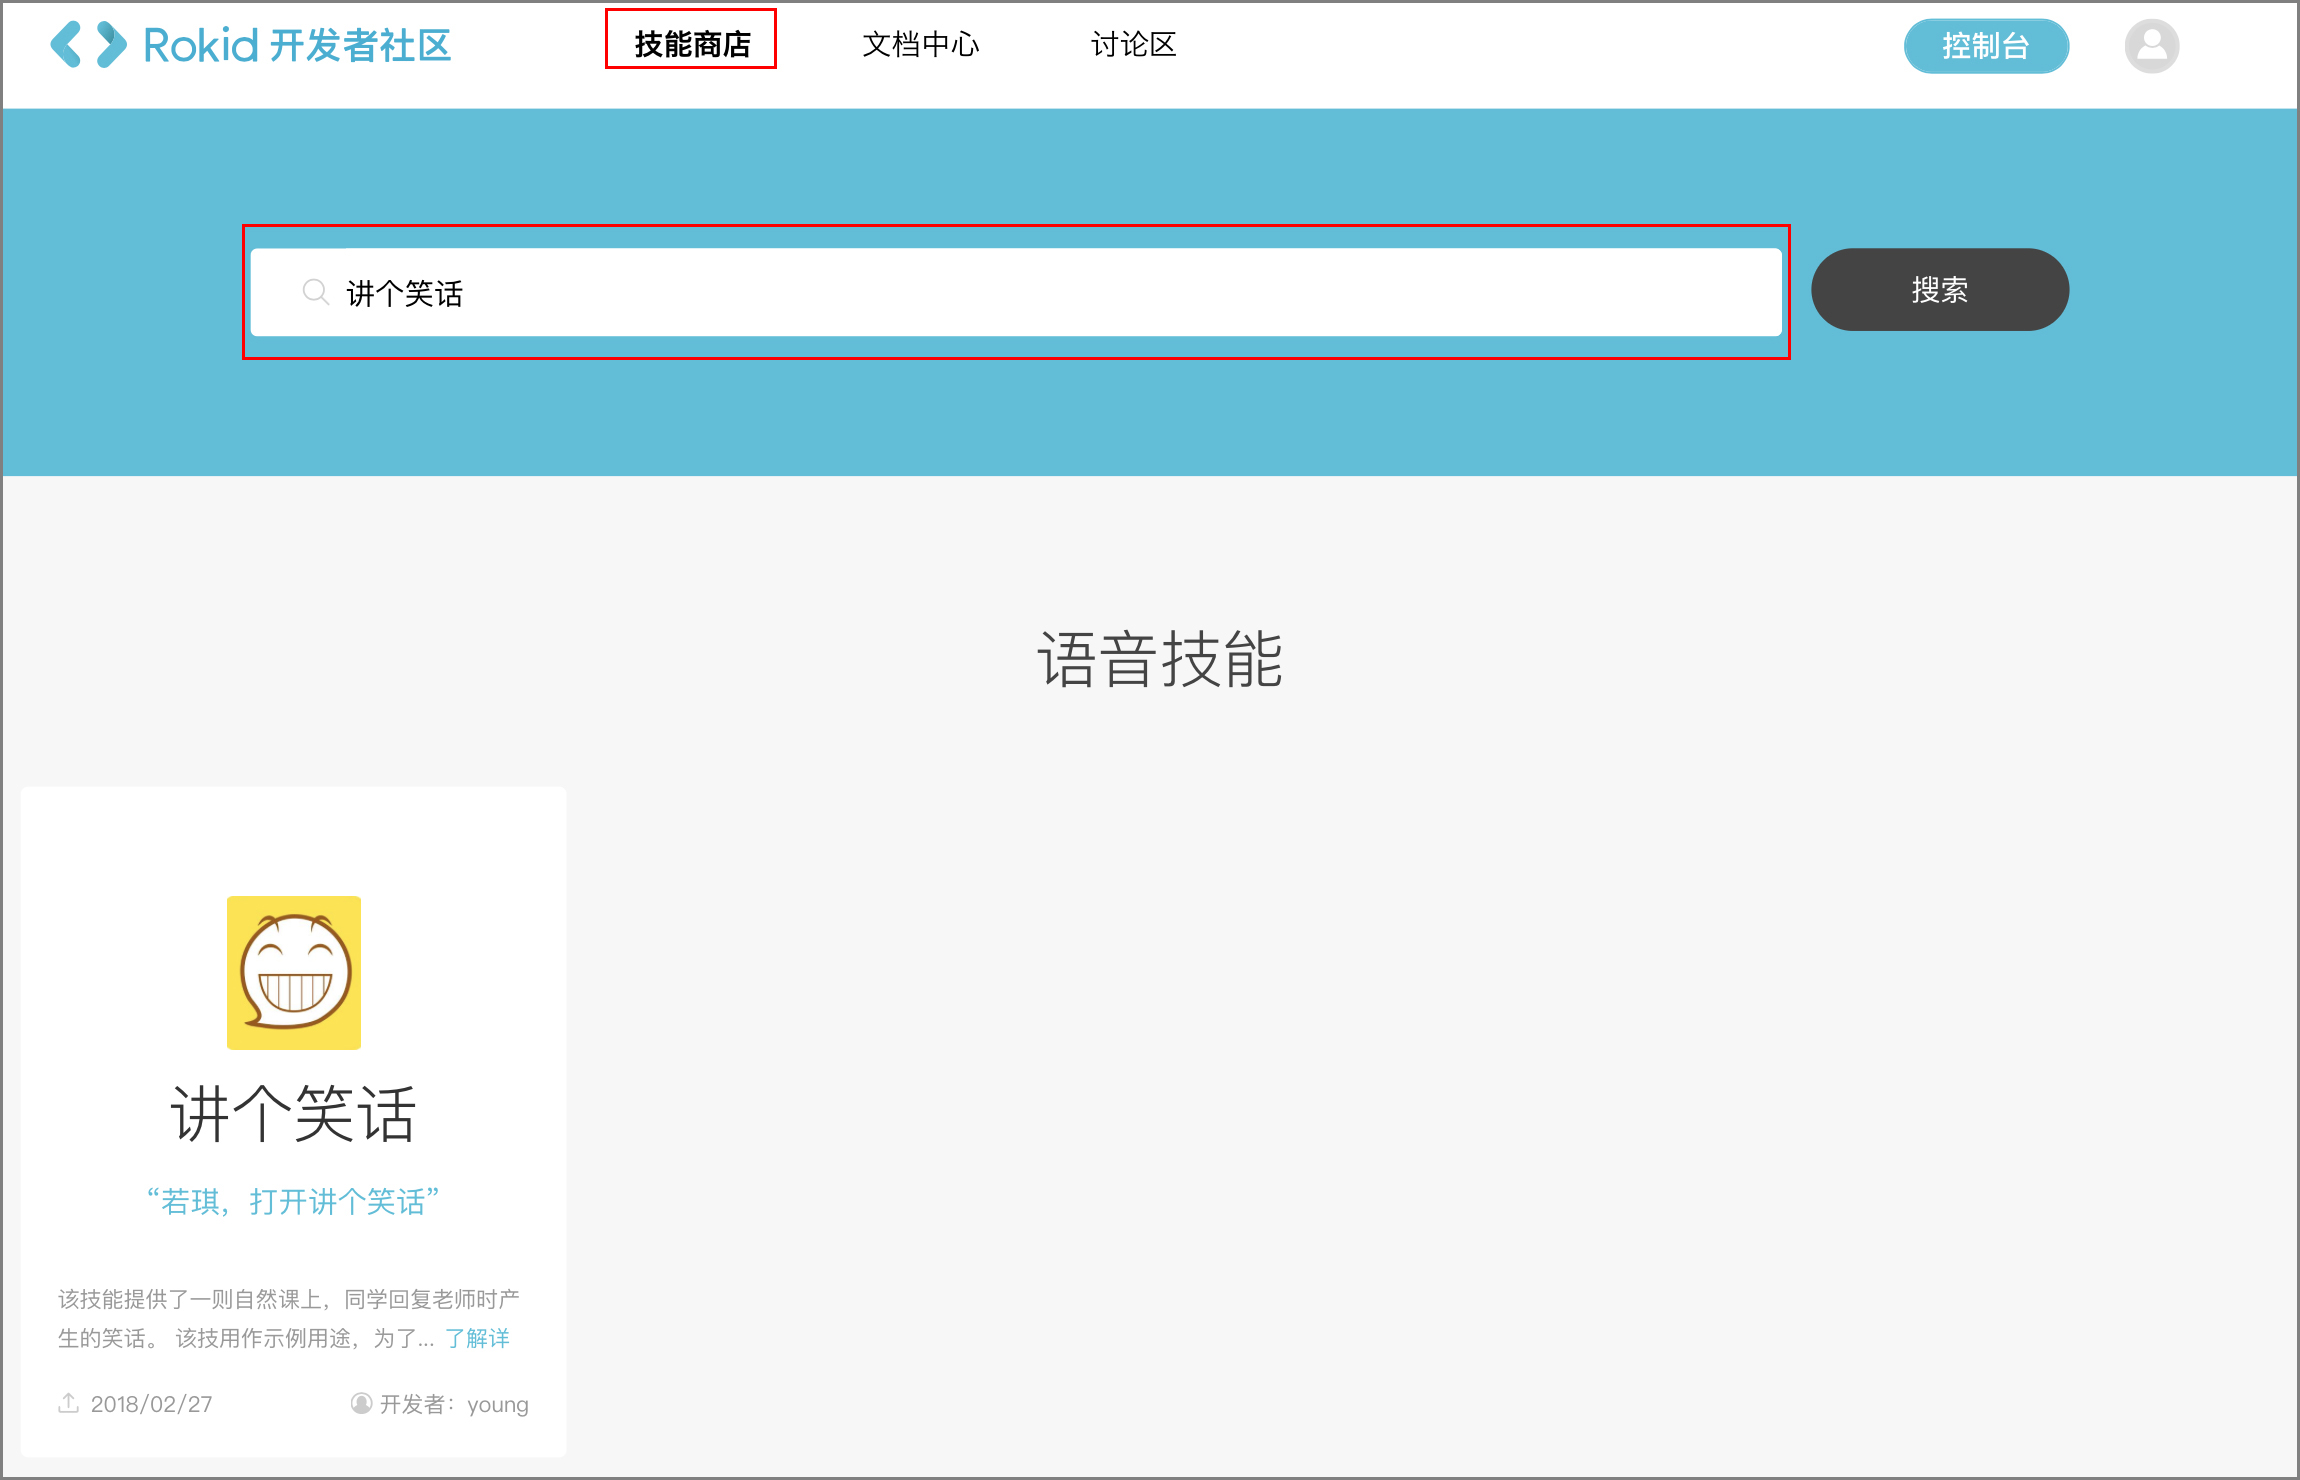 Rokid 开发者社区
技能商店
文档中心
讨论区
控制台
讲个笑话
搜索
语音技能
讲个笑话
“若琪，打开讲个笑话”
该技能提供了一则自然课上，同学回复老师时产
生的笑话。 该技用作示例用途，为了... 了解详
2018/02/27
开发者：young